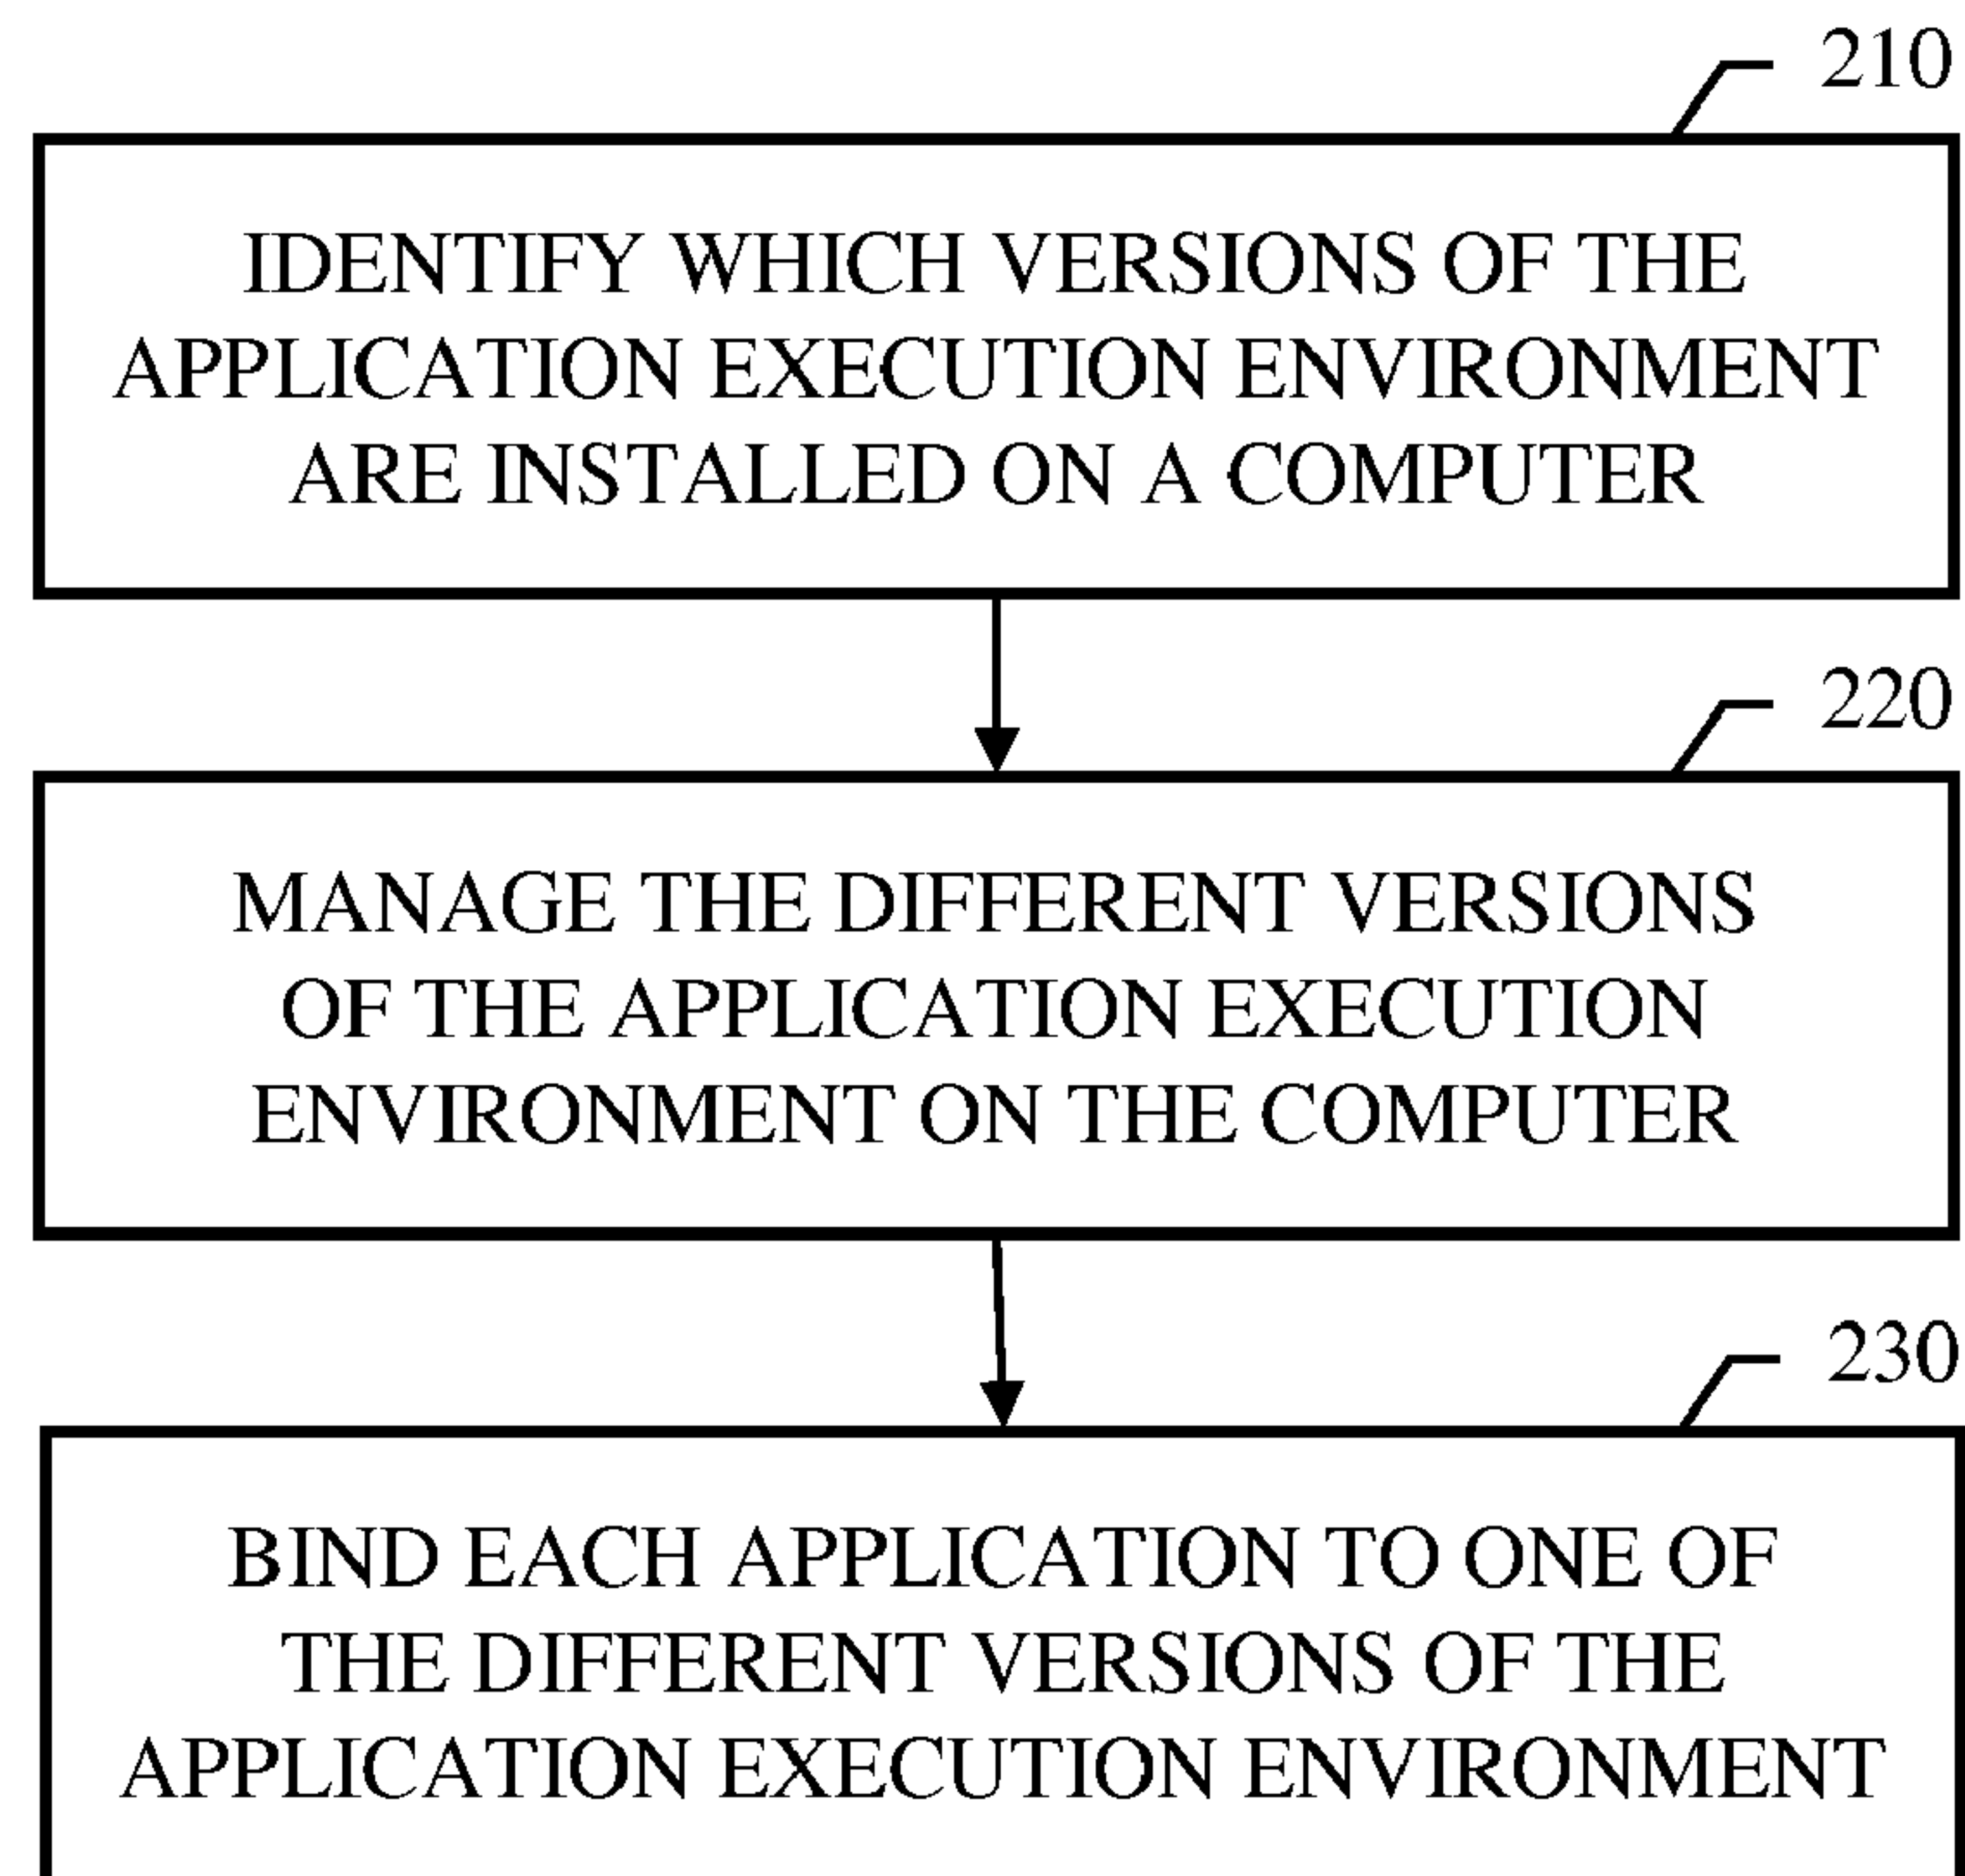 210
IDENTIFY WHICH VERSIONS OF THE
APPLICATION EXECUTION ENVIRONMENT
ARE INSTALLED ON A COMPUTER
220
MANAGE THE DIFFERENT VERSIONS
OF THE APPLICATION EXECUTION
ENVIRONMENT ON THE COMPUTER
230
BIND EACH APPLICATION TO ONE OF
THE DIFFERENT VERSIONS OF THE
APPLICATION EXECUTION ENVIRONMENT